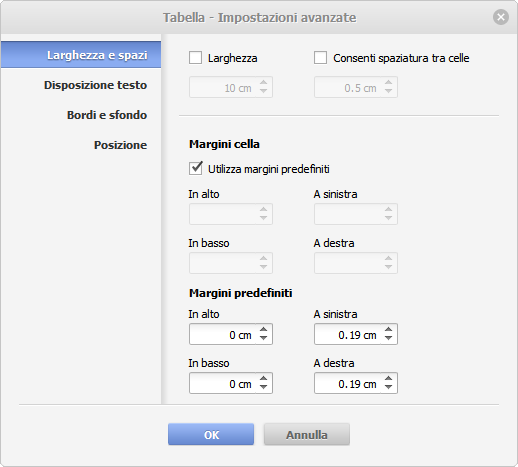 Tabella - Impostazioni avanzate
Larghezza e spazi
Disposizione testo
Bordi e sfondo
Posizione
Larghezza Consenti spaziatura tra celle
10 cm 0.5 cm
Margini cella
Utilizza margini predefiniti
In alto A sinistra
In basso A destra
Margini predefiniti
In alto A sinistra
0 cm 0.19 cm
In basso A destra
0 cm 0.19 cm
OK Annulla